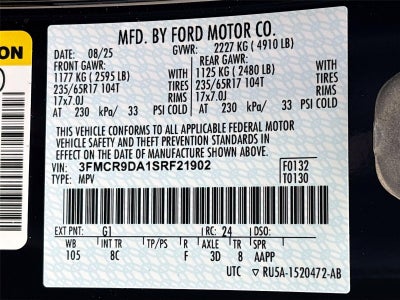 ON
MFD. BY FORD MOTOR CO.
DATE: 08/25 GVWR: 2227 KG ( 4910 LB)
FRONT GAWR: REAR GAWR:
1177 KG ( 2595 LB) WITH 1125 KG ( 2480 LB) WITH
235/65R17 104T TIRES 235/65R17 104T TIRES
17x7.0J RIMS 17x7.0J RIMS
AT 230 kPa/ 33 PSI COLD AT 230 kPa/ 33 PSI COLD
THIS VEHICLE CONFORMS TO ALL APPLICABLE FEDERAL MOTOR
VEHICLE SAFETY AND THEFT PREVENTION STANDARDS IN
EFFECT ON THE DATE OF MANUFACTURE SHOWN ABOVE.
VIN: 3FMCR9DA1SRF21902 F0132
TYPE: MPV T0130
EXT PNT: G1 RC: 24 DSO:
WB INT TR TP/PS R AXLE TR SPR
105 8C F 3D 8 AAPP
UTC RU5A-1520472-AB